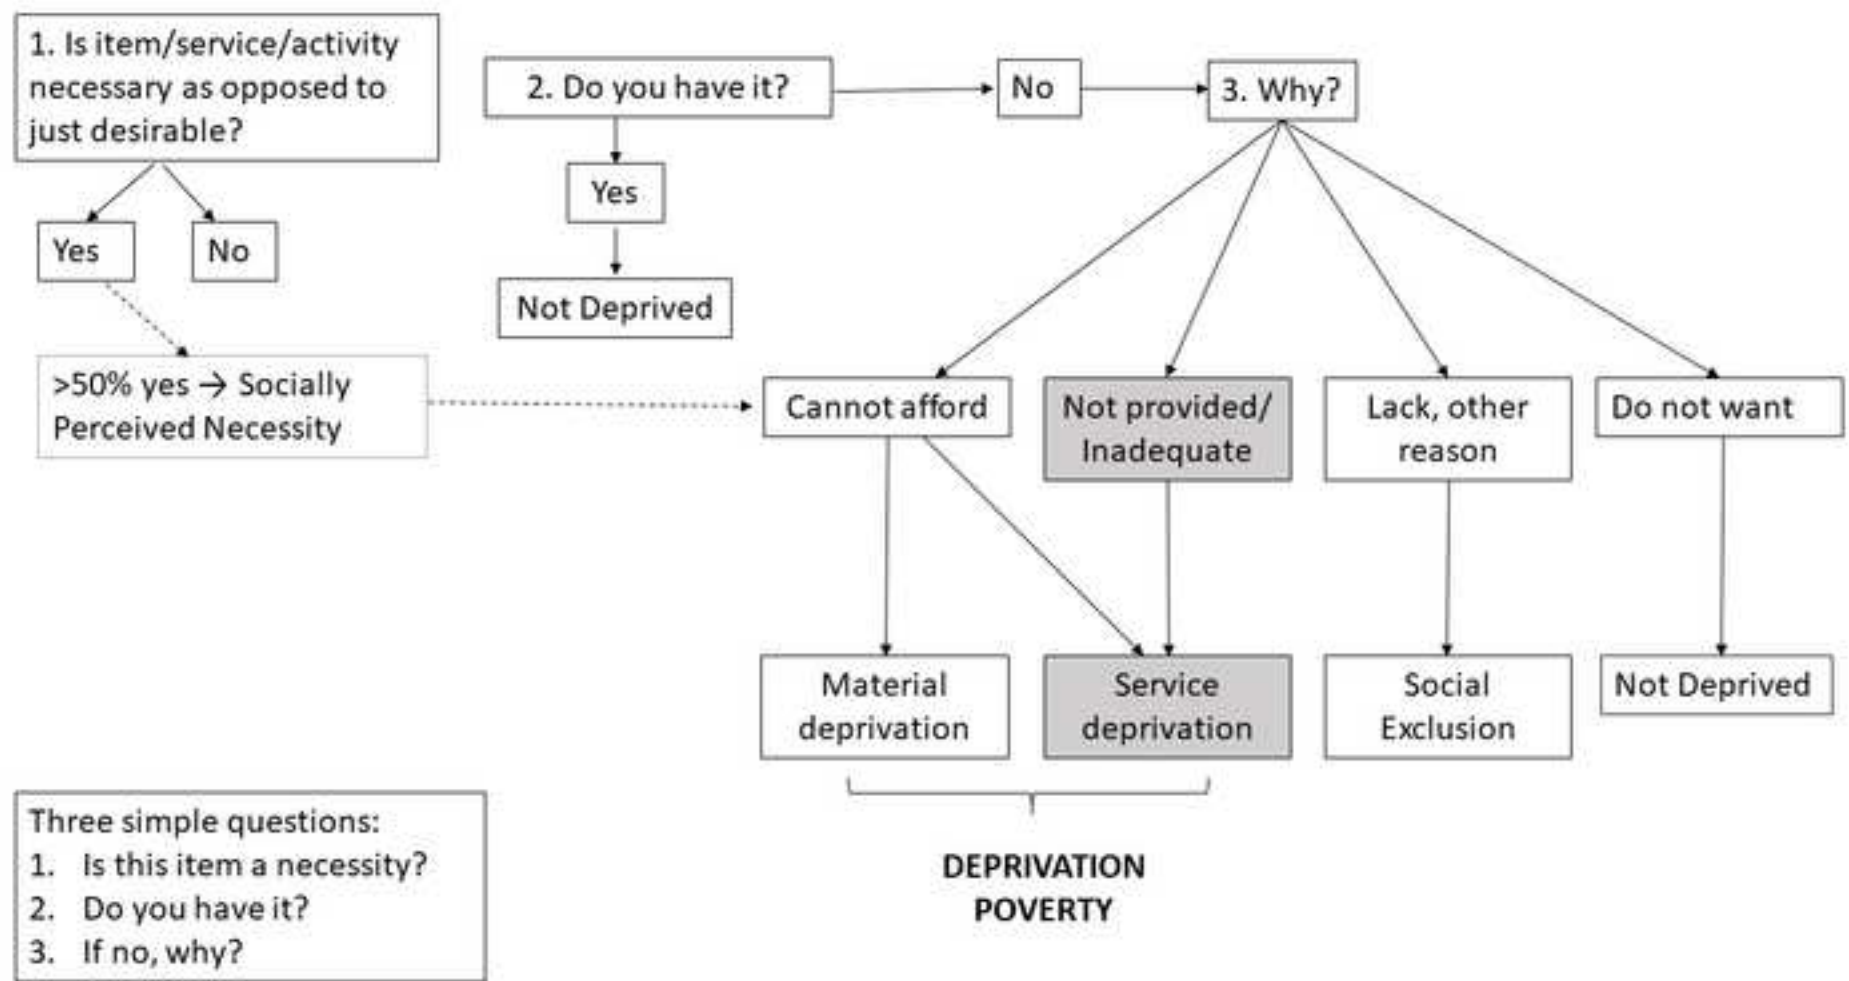 1. Is item/service/activity
necessary as opposed to
just desirable?
Yes
No
>50% yes → Socially
Perceived Necessity
2. Do you have it?
No
3. Why?
Yes
Not Deprived
Cannot afford
Not provided/
Inadequate
Lack, other
reason
Do not want
Material
deprivation
Service
deprivation
Social
Exclusion
Not Deprived
DEPRIVATION
POVERTY
Three simple questions:
1. Is this item a necessity?
2. Do you have it?
3. If no, why?